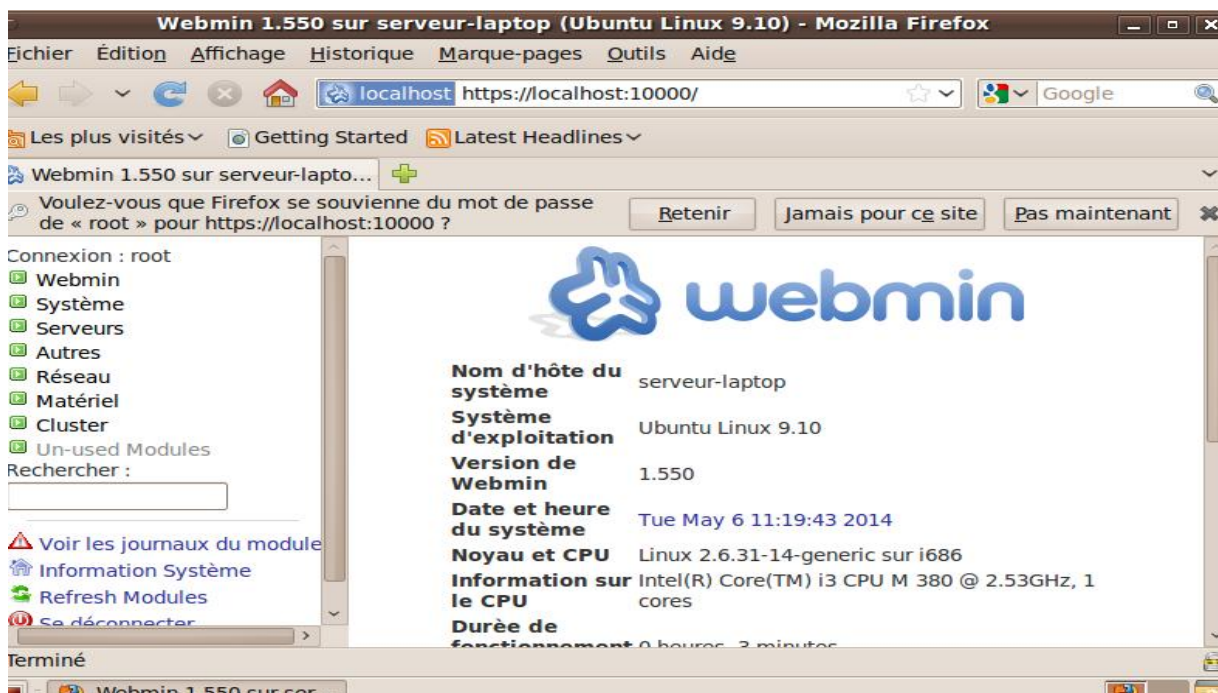 Webmin 1.550 sur serveur-laptop (Ubuntu Linux 9.10) - Mozilla Firefox
Fichier Édition Affichage Historique Marque-pages Outils Aide
localhost https://localhost:10000/ Google
Les plus visités Getting Started Latest Headlines
Webmin 1.550 sur serveur-lapto...
Voulez-vous que Firefox se souvienne du mot de passe
de « root » pour https://localhost:10000 ?
Retenir Jamais pour ce site Pas maintenant
Connexion : root
Webmin
Système
Serveurs
Autres
Réseau
Matériel
Cluster
Un-used Modules
Rechercher :
Voir les journaux du module
Information Système
Refresh Modules
Se déconnecter
webmin
Nom d'hôte du
système
serveur-laptop
Système
d'exploitation
Ubuntu Linux 9.10
Version de
Webmin
1.550
Date et heure
du système
Tue May 6 11:19:43 2014
Noyau et CPU Linux 2.6.31-14-generic sur i686
Information sur
le CPU
Intel(R) Core(TM) i3 CPU M 380 @ 2.53GHz, 1
cores
Durèe de
fonctionnement 0 heures, 3 minutes
Terminé
Webmin 1.550 sur ser...